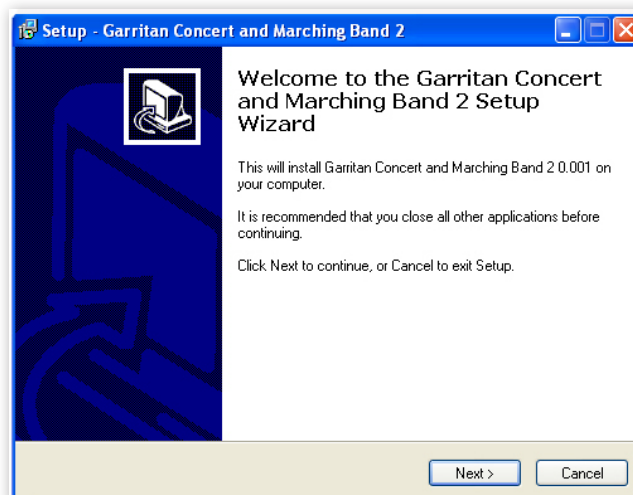 Setup - Garritan Concert and Marching Band 2
Welcome to the Garritan Concert
and Marching Band 2 Setup
Wizard
This will install Garritan Concert and Marching Band 2 0.001 on
your computer.
It is recommended that you close all other applications before
continuing.
Click Next to continue, or Cancel to exit Setup.
Next >
Cancel